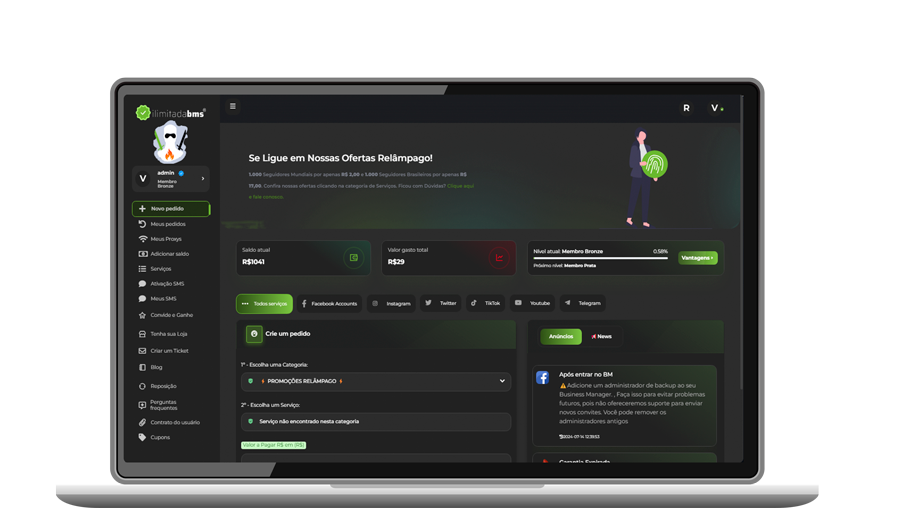 ilimitadabms®
R
V
Se Ligue em Nossas Ofertas Relâmpago!
1.000 Seguidores Mundiais por apenas R$ 2,00 e 1.000 Seguidores Brasileiros por apenas R$
17,00. Confira nossas ofertas clicando na categoria de Serviços. Ficou com Dúvidas? Clique aqui
e fale conosco.
V
admin
Membro
Bronze
Novo pedido
Meus pedidos
Meus Proxys
Adicionar saldo
Serviços
Ativação SMS
Meus SMS
Convide e Ganhe
Tenha sua Loja
Criar um Ticket
Blog
Reposição
Perguntas
frequentes
Contrato do usuário
Cupons
Saldo atual
R$1041
Valor gasto total
R$29
Nível atual: Membro Bronze 0.58%
Próximo nível: Membro Prata
Vantagens
Todos serviços
Facebook Accounts
Instagram
Twitter
TikTok
Youtube
Telegram
Crie um pedido
1° - Escolha uma Categoria:
PROMOÇÕES RELÂMPAGO
2° - Escolha um Serviço:
Serviço não encontrado nesta categoria
Valor a Pagar R$ em (R$)
Anúncios
News
Após entrar no BM
Adicione um administrador de backup ao seu
Business Manager. , Faça isso para evitar problemas
futuros, pois não ofereceremos suporte para enviar
novos convites. Você pode remover os
administradores antigos
2024-07-14 12:39:53
Garantia Expirada